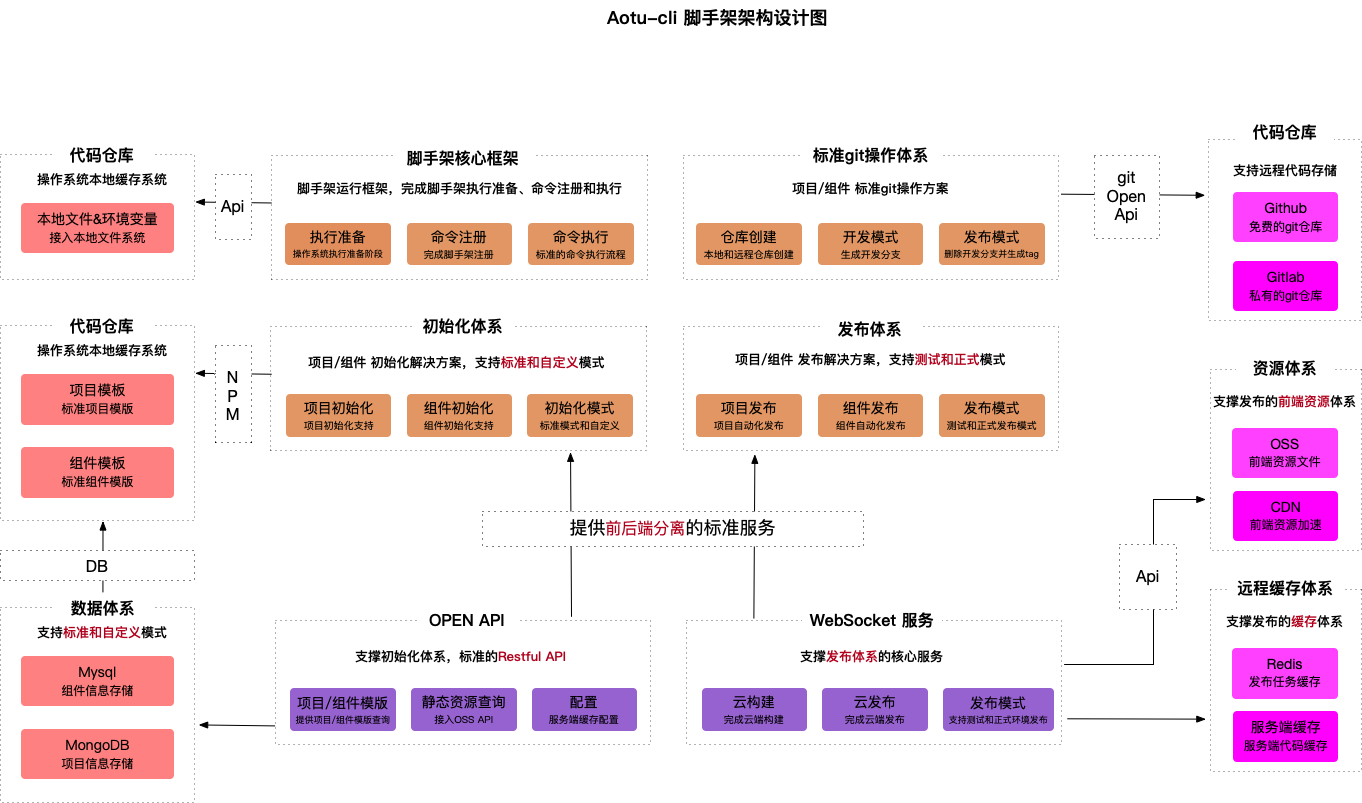 Aotu-cli 脚手架架构设计图
代码仓库
操作系统本地缓存系统
本地文件&环境变量
接入本地文件系统
Api
脚手架核心框架
脚手架运行框架，完成脚手架执行准备、命令注册和执行
执行准备
操作系统执行准备阶段
命令注册
完成脚手架注册
命令执行
标准的命令执行流程
标准git操作体系
项目/组件 标准git操作方案
仓库创建
本地和远程仓库创建
开发模式
生成开发分支
发布模式
删除开发分支并生成tag
git
Open
Api
代码仓库
支持远程代码存储
Github
免费的git仓库
Gitlab
私有的git仓库
代码仓库
操作系统本地缓存系统
项目模板
标准项目模版
组件模板
标准组件模版
N
P
M
初始化体系
项目/组件 初始化解决方案，支持标准和自定义模式
项目初始化
项目初始化支持
组件初始化
组件初始化支持
初始化模式
标准模式和自定义
发布体系
项目/组件 发布解决方案，支持测试和正式模式
项目发布
项目自动化发布
组件发布
组件自动化发布
发布模式
测试和正式发布模式
资源体系
支撑发布的前端资源体系
OSS
前端资源文件
CDN
前端资源加速
提供前后端分离的标准服务
DB
Api
数据体系
支持标准和自定义模式
Mysql
组件信息存储
MongoDB
项目信息存储
OPEN API
支撑初始化体系，标准的Restful API
项目/组件模版
提供项目/组件模版查询
静态资源查询
接入OSS API
配置
服务端缓存配置
WebSocket 服务
支撑发布体系的核心服务
云构建
完成云端构建
云发布
完成云端发布
发布模式
支持测试和正式环境发布
远程缓存体系
支撑发布的缓存体系
Redis
发布任务缓存
服务端缓存
服务端代码缓存